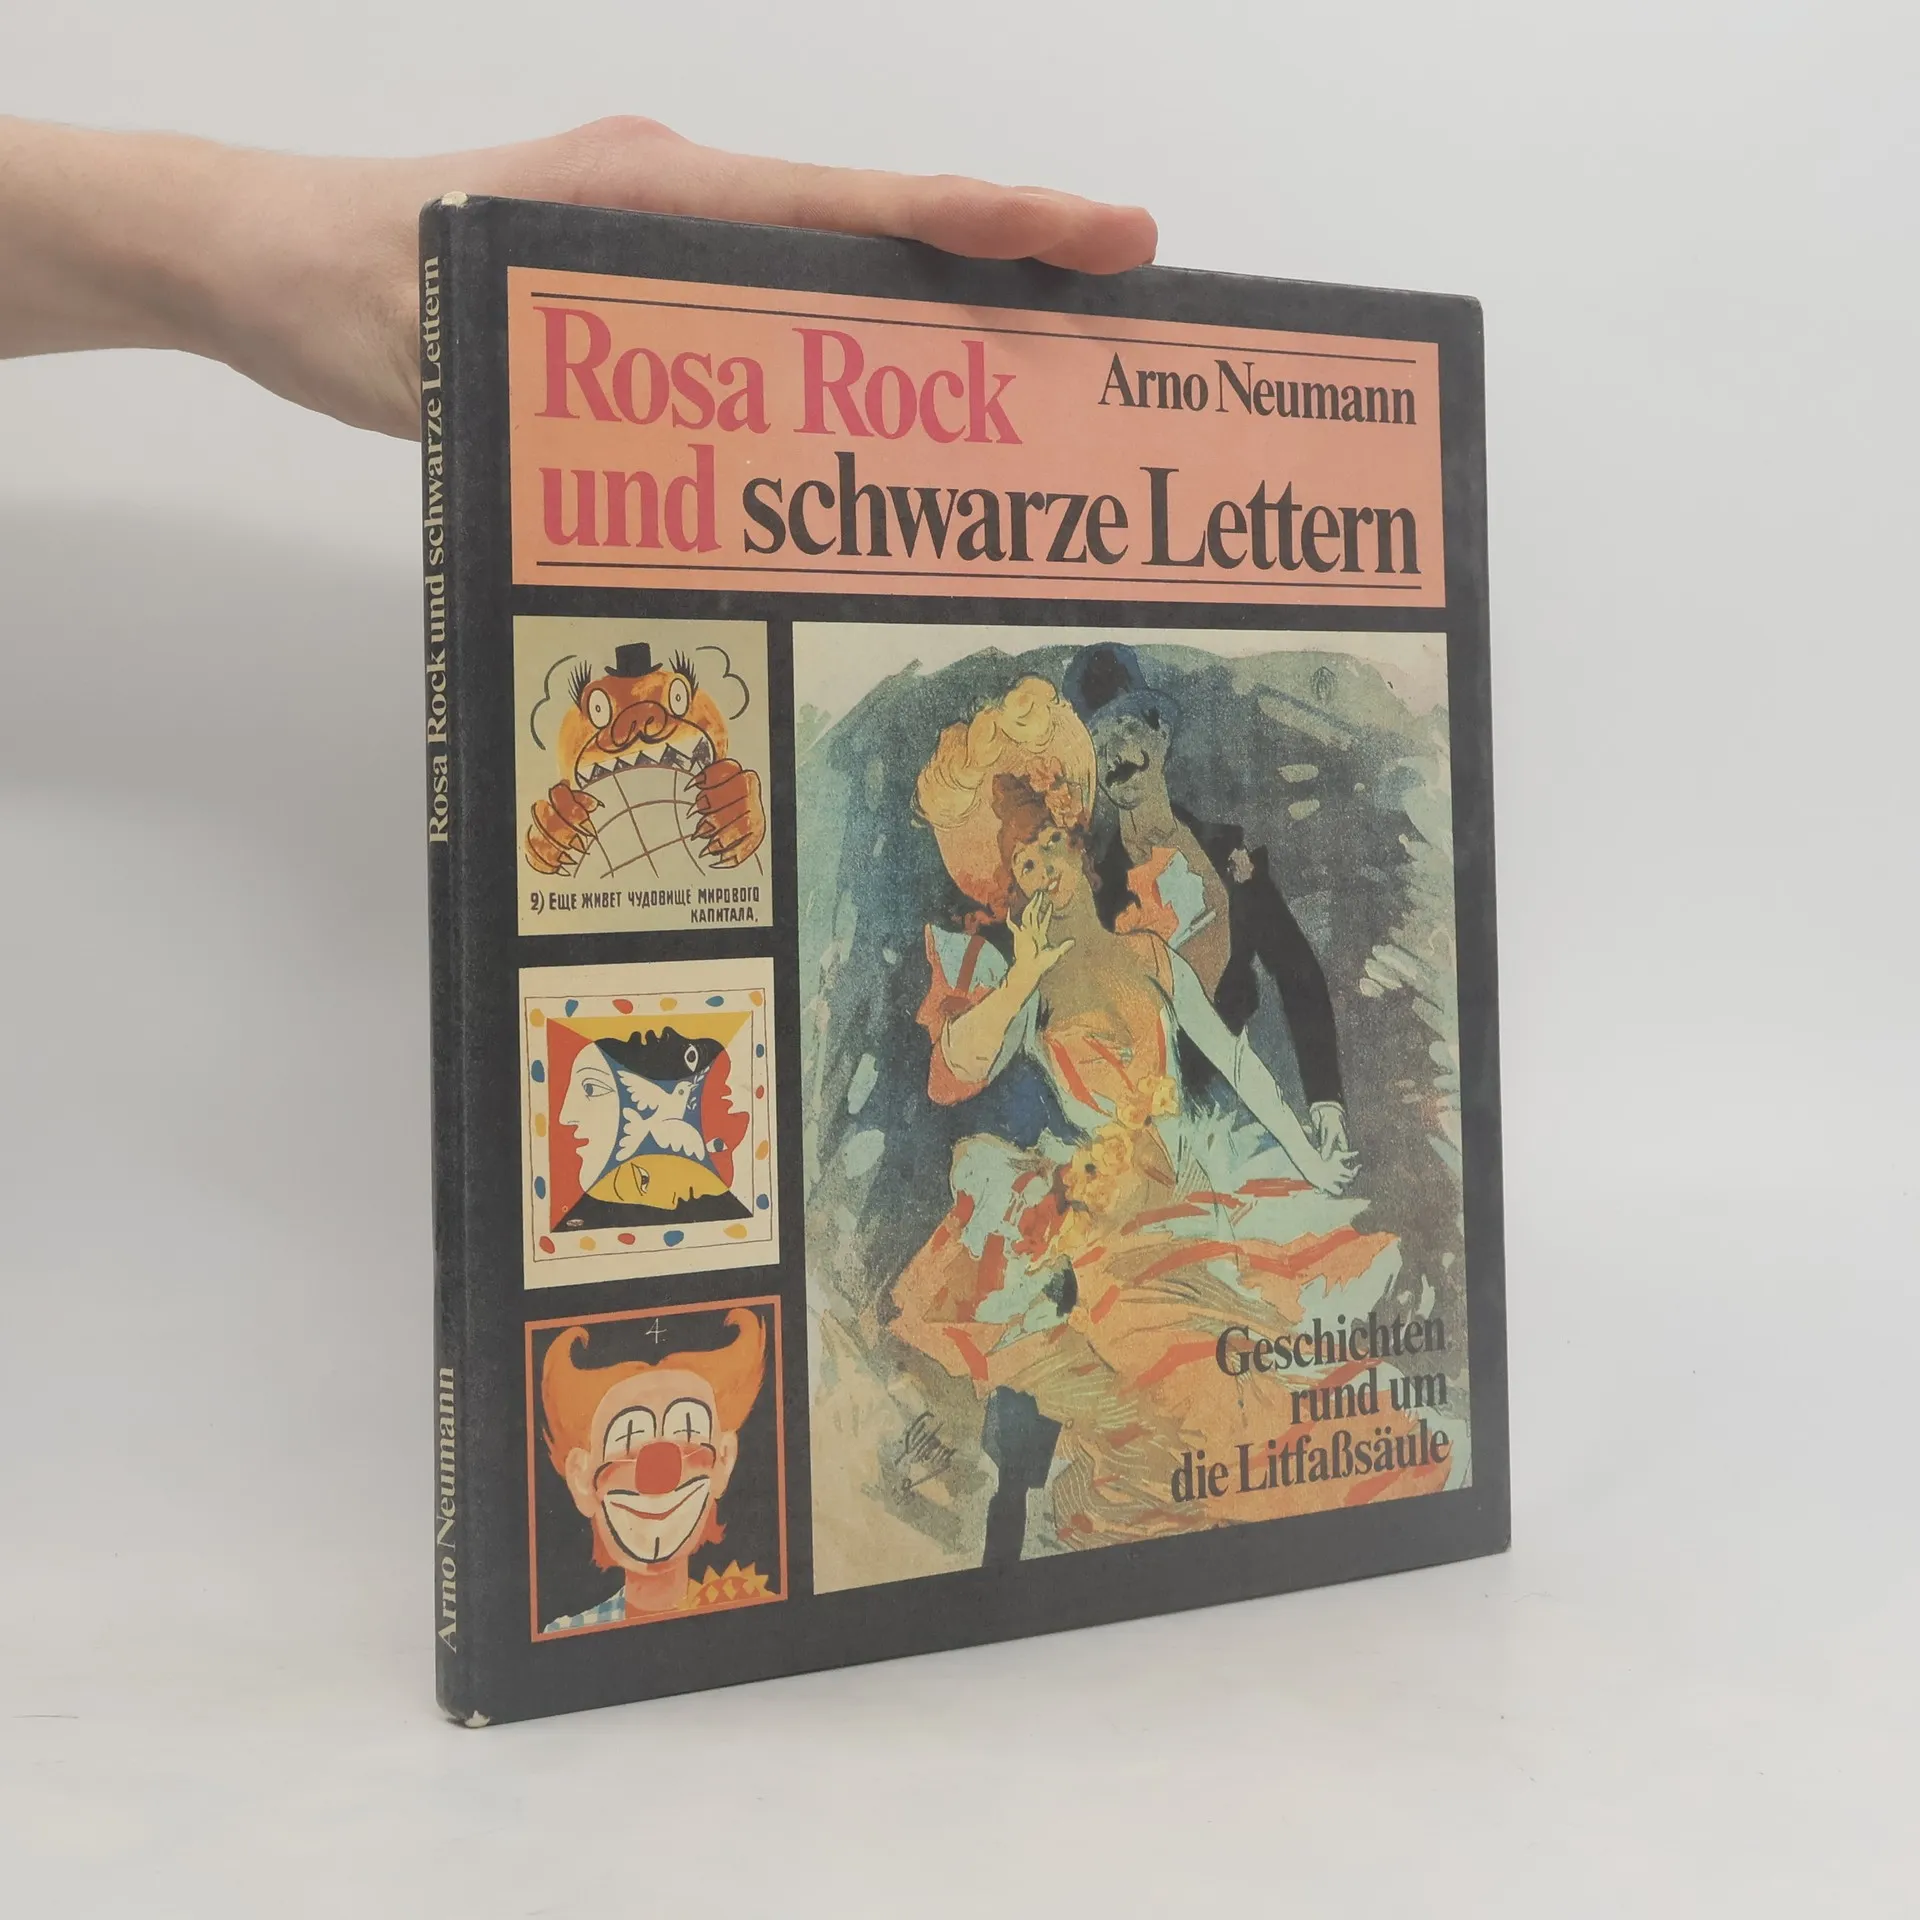 Rosa Rock
Arno Neumann
und schwarze Lettern
2) ЕЩЕ ЖИВЕТ ЧУДОВИЩЕ МИРОВОГО
КАПИТАЛА,
4.
Geschichten
rund um
die Litfaßsäule
Rosa Rock und schwarze Lettern
Arno Neumann